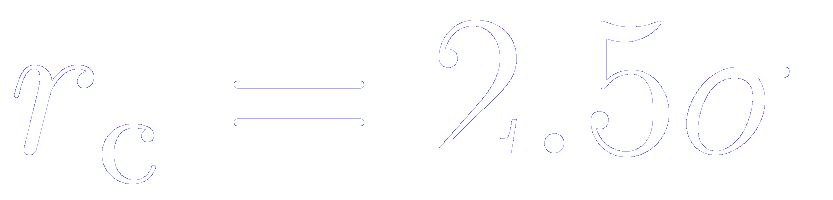 r_c = 2.5σ